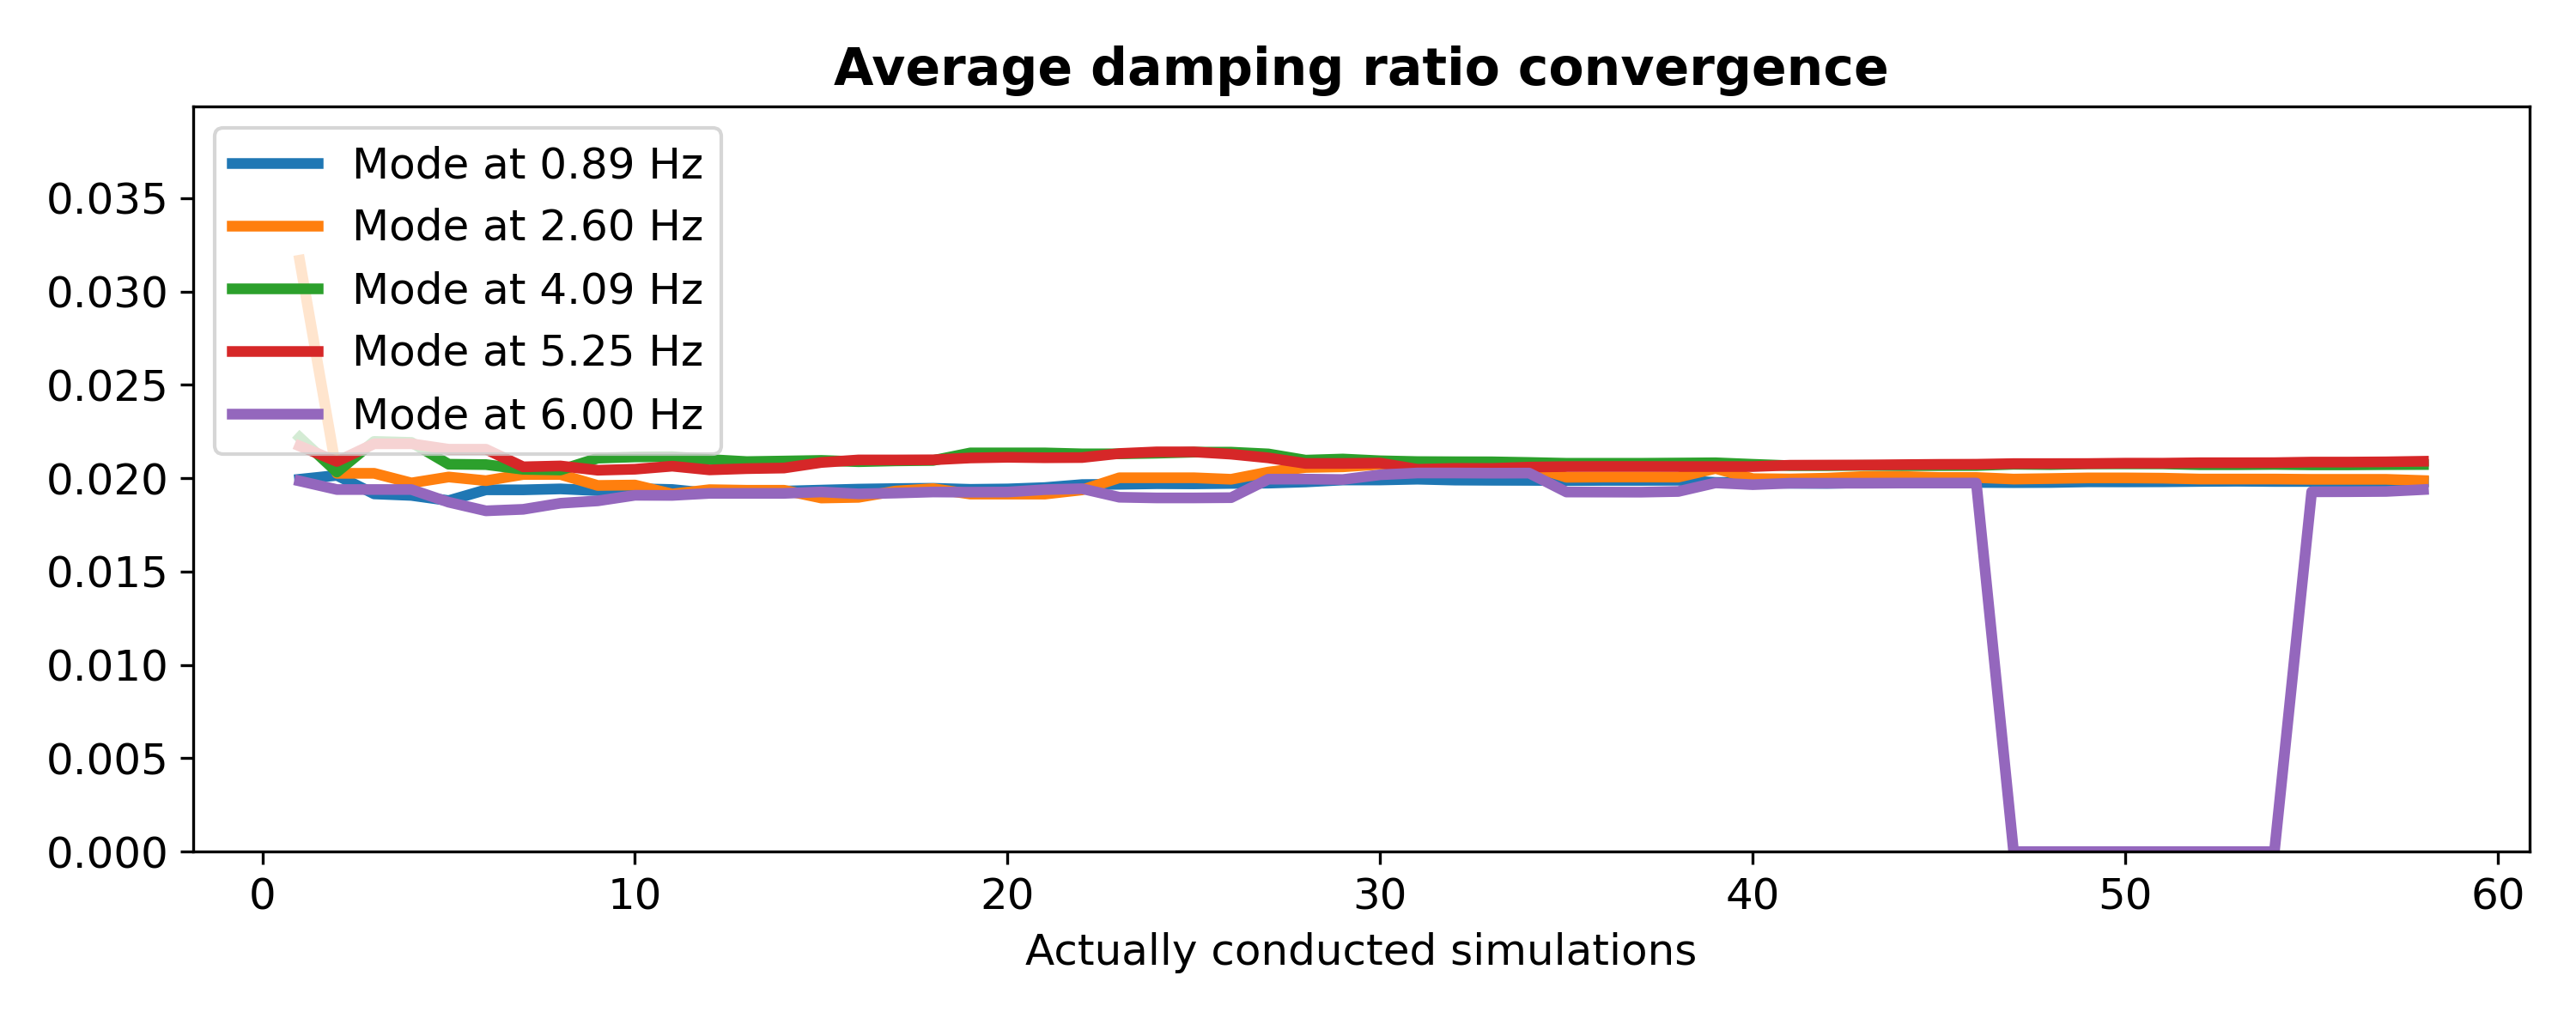 Average damping ratio convergence
Mode at 0.89 Hz
Mode at 2.60 Hz
Mode at 4.09 Hz
Mode at 5.25 Hz
Mode at 6.00 Hz
0.035
0.030
0.025
0.020
0.015
0.010
0.005
0.000
0 10 20 30 40 50 60
Actually conducted simulations